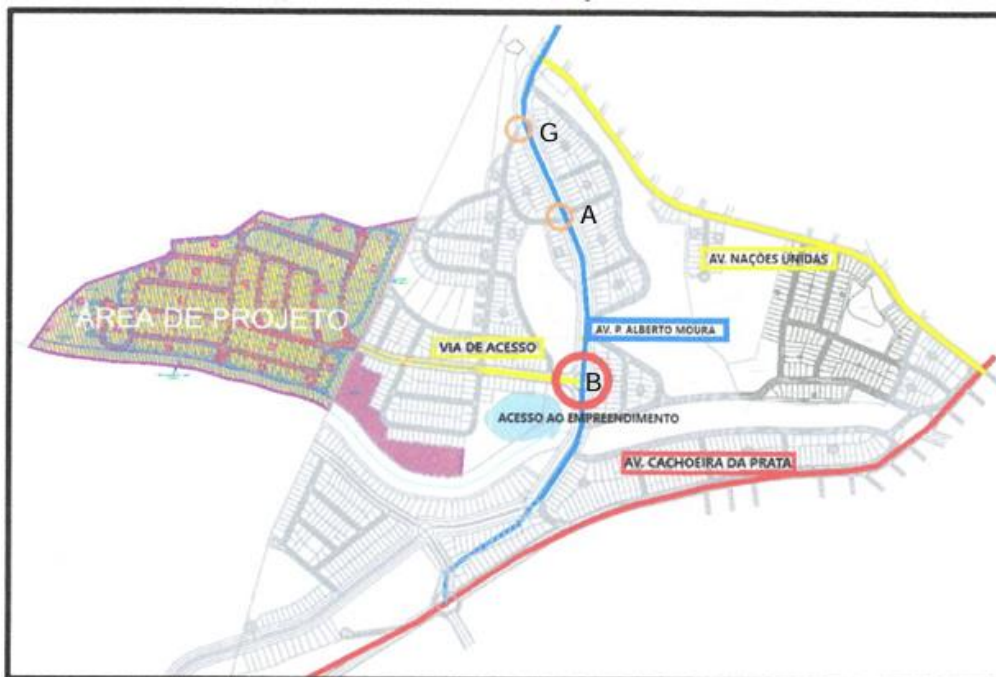 G
A
AV. NAÇÕES UNIDAS
ÁREA DE PROJETO
AV. P. ALBERTO MOURA
VIA DE ACESSO
B
ACESSO AO EMPREENDIMENTO
AV. CACHOEIRA DA PRATA